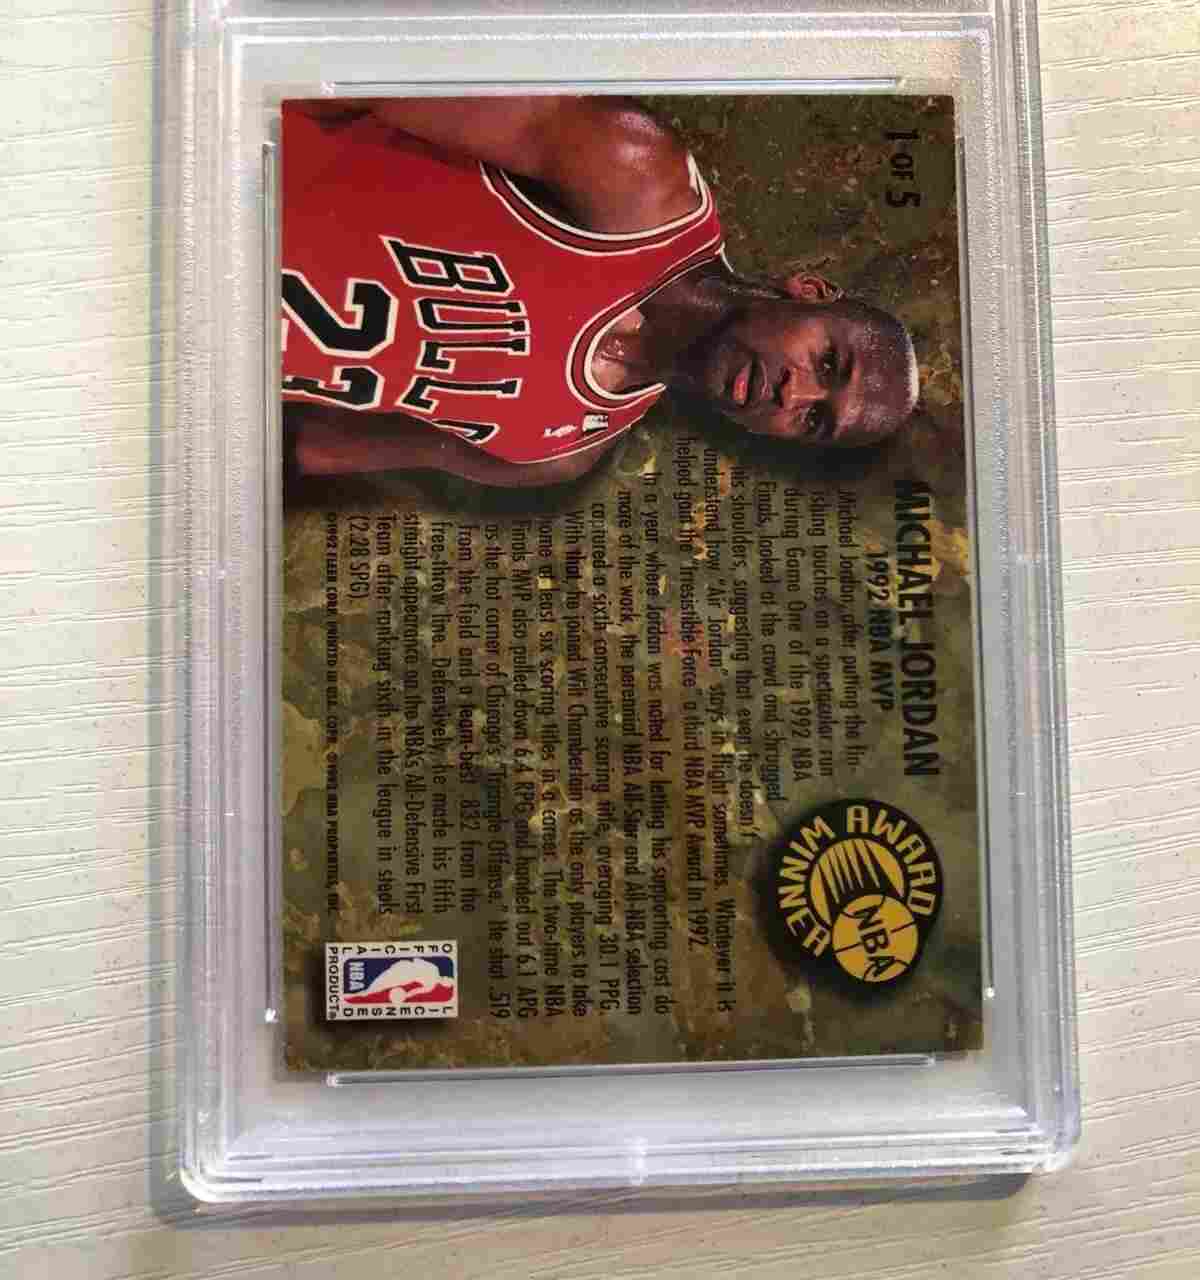 1 OF 5
MICHAEL JORDAN
1992 NBA MVP
Michael Jordan, after putting the fin-
ishing touches on a spectacular run
during Game One of the 1992 NBA
Finals, looked at the crowd and shrugged
his shoulders, suggesting that even he doesn't
understand how "Air Jordan" stays in flight sometimes. Whatever it is
helped gain the "Irresistible Force" a third NBA MVP Award in 1992.
In a year where Jordan was noted for letting his supporting cast do
more of the work, the perennial NBA All-Star and All-NBA selection
captured a sixth consecutive scoring title, averaging 30.1 PPG.
With that he joined Wilt Chamberlain as the only players to take
home at least six scoring titles in a career. The two-time NBA
Finals MVP also pulled down 6.4 RPG and handed out 6.1 APG
as the hot corner of Chicago's "Triangle Offense." He shot .519
from the field and a team-best .832 from the
free-throw line. Defensively, he made his fifth
straight appearance on the NBA's All-Defensive First
Team after ranking sixth in the league in steals
(2.28 SPG).
©1992 FLEER CORP. PRINTED IN U.S.A. ©1992 NBA PROPERTIES, INC.
AWARD
NBA
WINNER
BULL
23
OFFICIAL
LICENSED
NBA
PRODUCT®